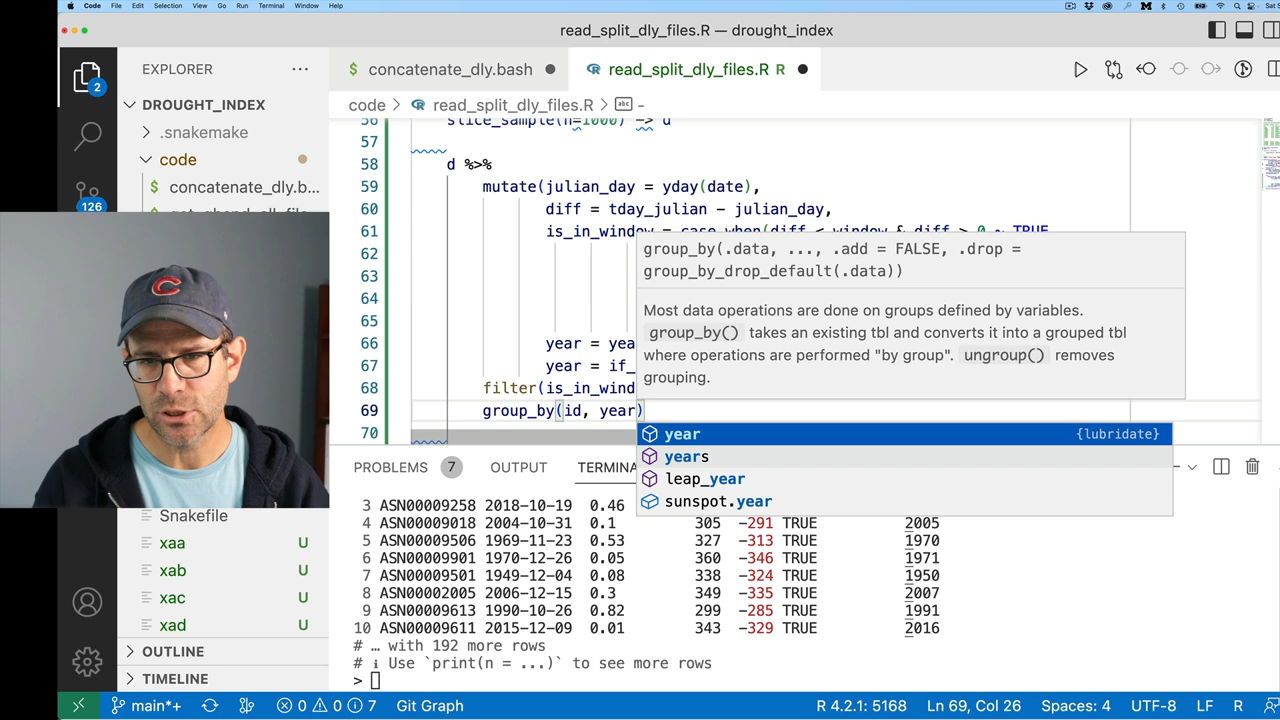 Code File Edit Selection View Go Run Terminal Window Help
read_split_dly_files.R — drought_index
EXPLORER
concatenate_dly.bash
read_split_dly_files.R R
DROUGHT_INDEX
.snakemake
code
concatenate_dly.b...
2
126
code > read_split_dly_files.R > -
56 slice_sample(n=1000) -> d
57
58 d %>%
59 mutate(julian_day = yday(date),
60 diff = tday_julian - julian_day,
61 is_in_window = case_when(diff < window & diff > 0 ~ TRUE
62
63
64
65
66 year = yea
67 year = if_
68 filter(is_in_wind
69 group_by(id, year)
70
group_by(.data, ..., .add = FALSE, .drop =
group_by_drop_default(.data))
Most data operations are done on groups defined by variables.
group_by() takes an existing tbl and converts it into a grouped tbl
where operations are performed "by group". ungroup() removes
grouping.
year {lubridate}
years
leap_year
sunspot.year
PROBLEMS 7 OUTPUT TERMINA
3 ASN00009258 2018-10-19 0.46
4 ASN00009018 2004-10-31 0.1 305 -291 TRUE 2005
5 ASN00009506 1969-11-23 0.53 327 -313 TRUE 1970
6 ASN00009901 1970-12-26 0.05 360 -346 TRUE 1971
7 ASN00009501 1949-12-04 0.08 338 -324 TRUE 1950
8 ASN00002005 2006-12-15 0.3 349 -335 TRUE 2007
9 ASN00009613 1990-10-26 0.82 299 -285 TRUE 1991
10 ASN00009611 2015-12-09 0.01 343 -329 TRUE 2016
# … with 192 more rows
# ℹ Use `print(n = ...)` to see more rows
>
Snakefile
xaa U
xab U
xac U
xad U
OUTLINE
TIMELINE
main*+ 0 0 7 Git Graph
R 4.2.1: 5168 Ln 69, Col 26 Spaces: 4 UTF-8 LF R